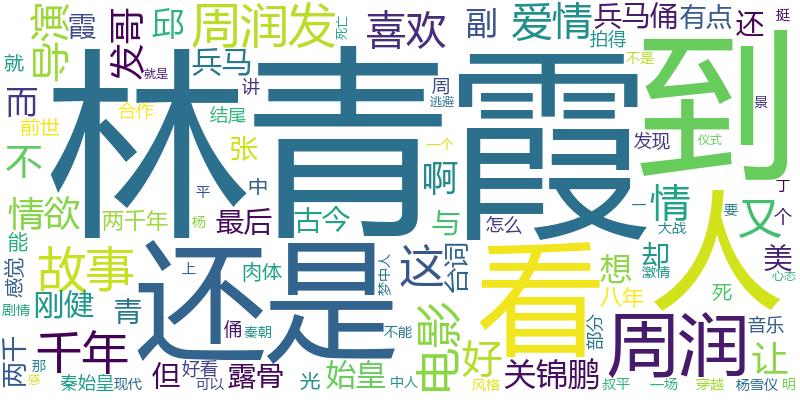 林青霞
到
人
还是
看
周润
周润发
千年
故事
电影
导演
发哥
喜欢
爱情
又
这
情欲
好
情
让
关锦鹏
刚健
不
而
邱
副
霞
兵马
兵马俑
有点
还
拍得
挺
死亡
就
就是
讲
周
逃避
不是
景
合作
前世
结尾
张
啊
发现
仪式
平
中
一个
丁
能
两千年
杨
最后
古今
与
怎么
一
要
个
大战
感觉
上
肉体
梦中人
台词
想
却
激情
美
心态
剧情
青
俑
秦朝
不能
部分
八年
死
音乐
两千
那
感
秦始皇
现代
但
好看
可以
露骨
光
始皇
中人
风格
叔平
一场
穿越
杨雪仪
明